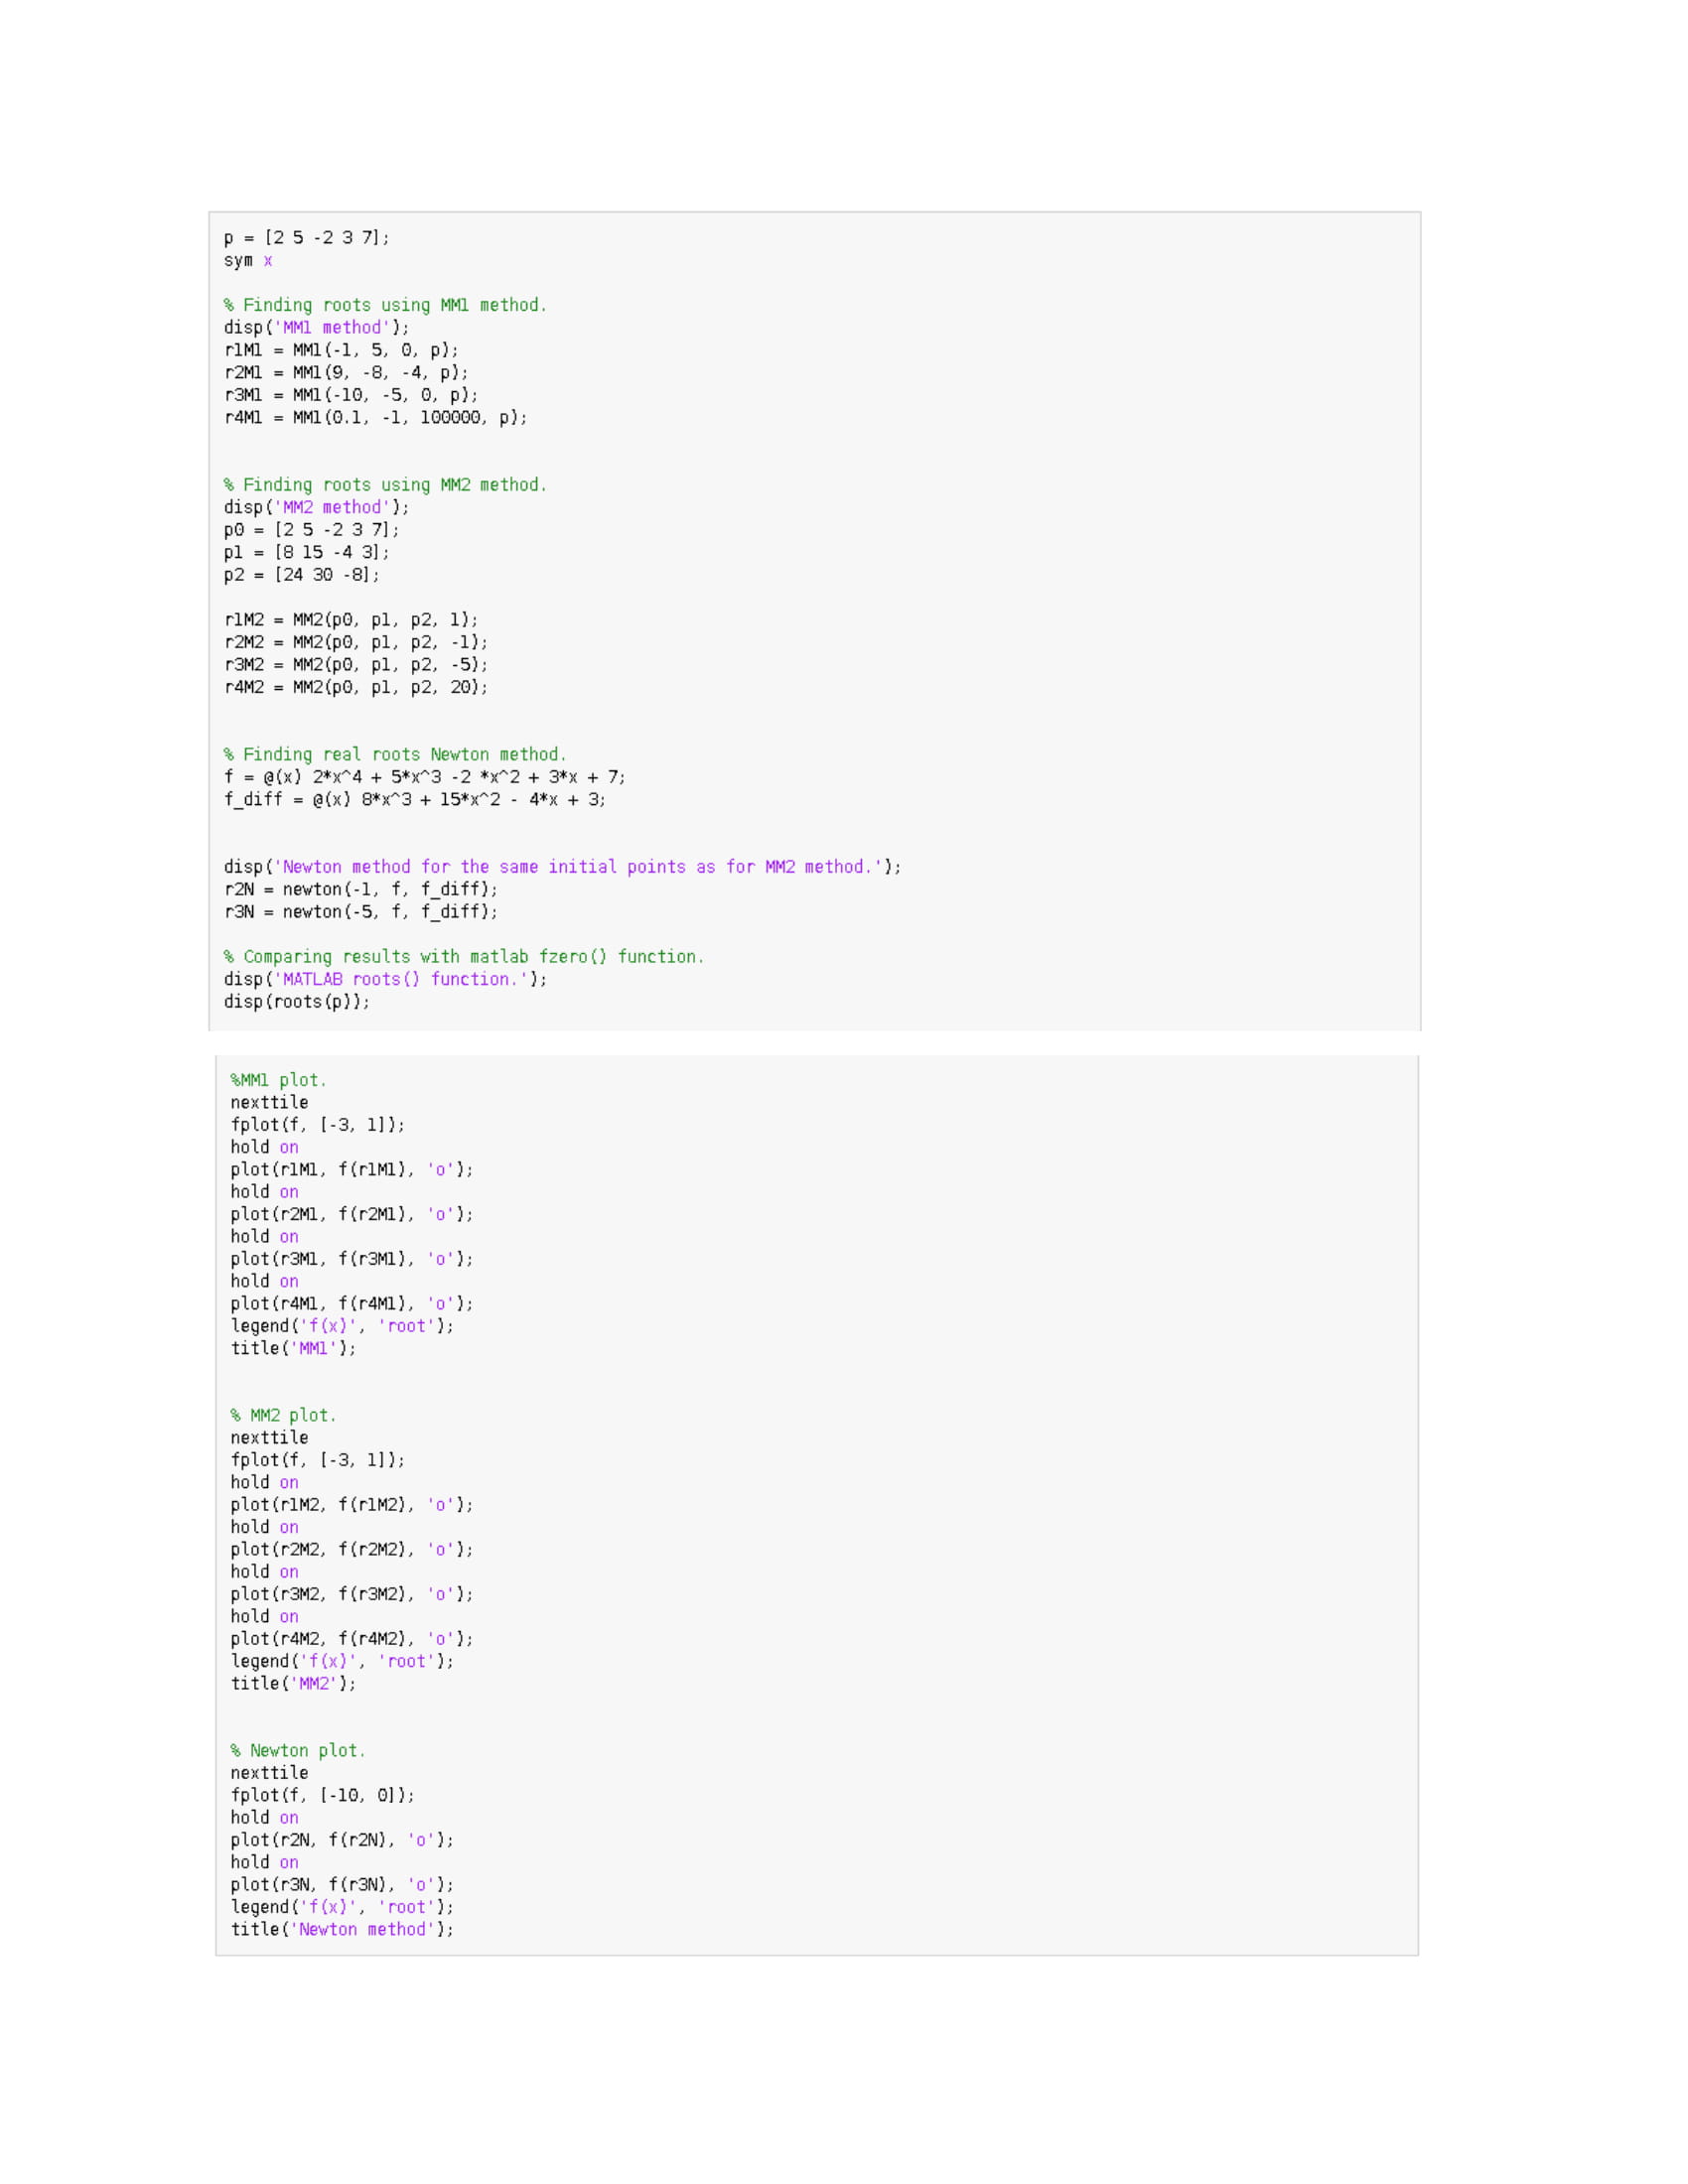 p = [2 5 -2 3 7];
sym x
% Finding roots using MM1 method.
disp('MM1 method');
r1M1 = MM1(-1, 5, 0, p);
r2M1 = MM1(9, -8, -4, p);
r3M1 = MM1(-10, -5, 0, p);
r4M1 = MM1(0.1, -1, 100000, p);
% Finding roots using MM2 method.
disp('MM2 method');
p0 = [2 5 -2 3 7];
p1 = [8 15 -4 3];
p2 = [24 30 -8];
r1M2 = MM2(p0, p1, p2, 1);
r2M2 = MM2(p0, p1, p2, -1);
r3M2 = MM2(p0, p1, p2, -5);
r4M2 = MM2(p0, p1, p2, 20);
% Finding real roots Newton method.
f = @(x) 2*x^4 + 5*x^3 -2 *x^2 + 3*x + 7;
f_diff = @(x) 8*x^3 + 15*x^2 - 4*x + 3;
disp('Newton method for the same initial points as for MM2 method.');
r2N = newton(-1, f, f_diff);
r3N = newton(-5, f, f_diff);
% Comparing results with matlab fzero() function.
disp('MATLAB roots() function.');
disp(roots(p));
%MM1 plot.
nexttile
fplot(f, [-3, 1]);
hold on
plot(r1M1, f(r1M1), 'o');
hold on
plot(r2M1, f(r2M1), 'o');
hold on
plot(r3M1, f(r3M1), 'o');
hold on
plot(r4M1, f(r4M1), 'o');
legend('f(x)', 'root');
title('MM1');
% MM2 plot.
nexttile
fplot(f, [-3, 1]);
hold on
plot(r1M2, f(r1M2), 'o');
hold on
plot(r2M2, f(r2M2), 'o');
hold on
plot(r3M2, f(r3M2), 'o');
hold on
plot(r4M2, f(r4M2), 'o');
legend('f(x)', 'root');
title('MM2');
% Newton plot.
nexttile
fplot(f, [-10, 0]);
hold on
plot(r2N, f(r2N), 'o');
hold on
plot(r3N, f(r3N), 'o');
legend('f(x)', 'root');
title('Newton method');